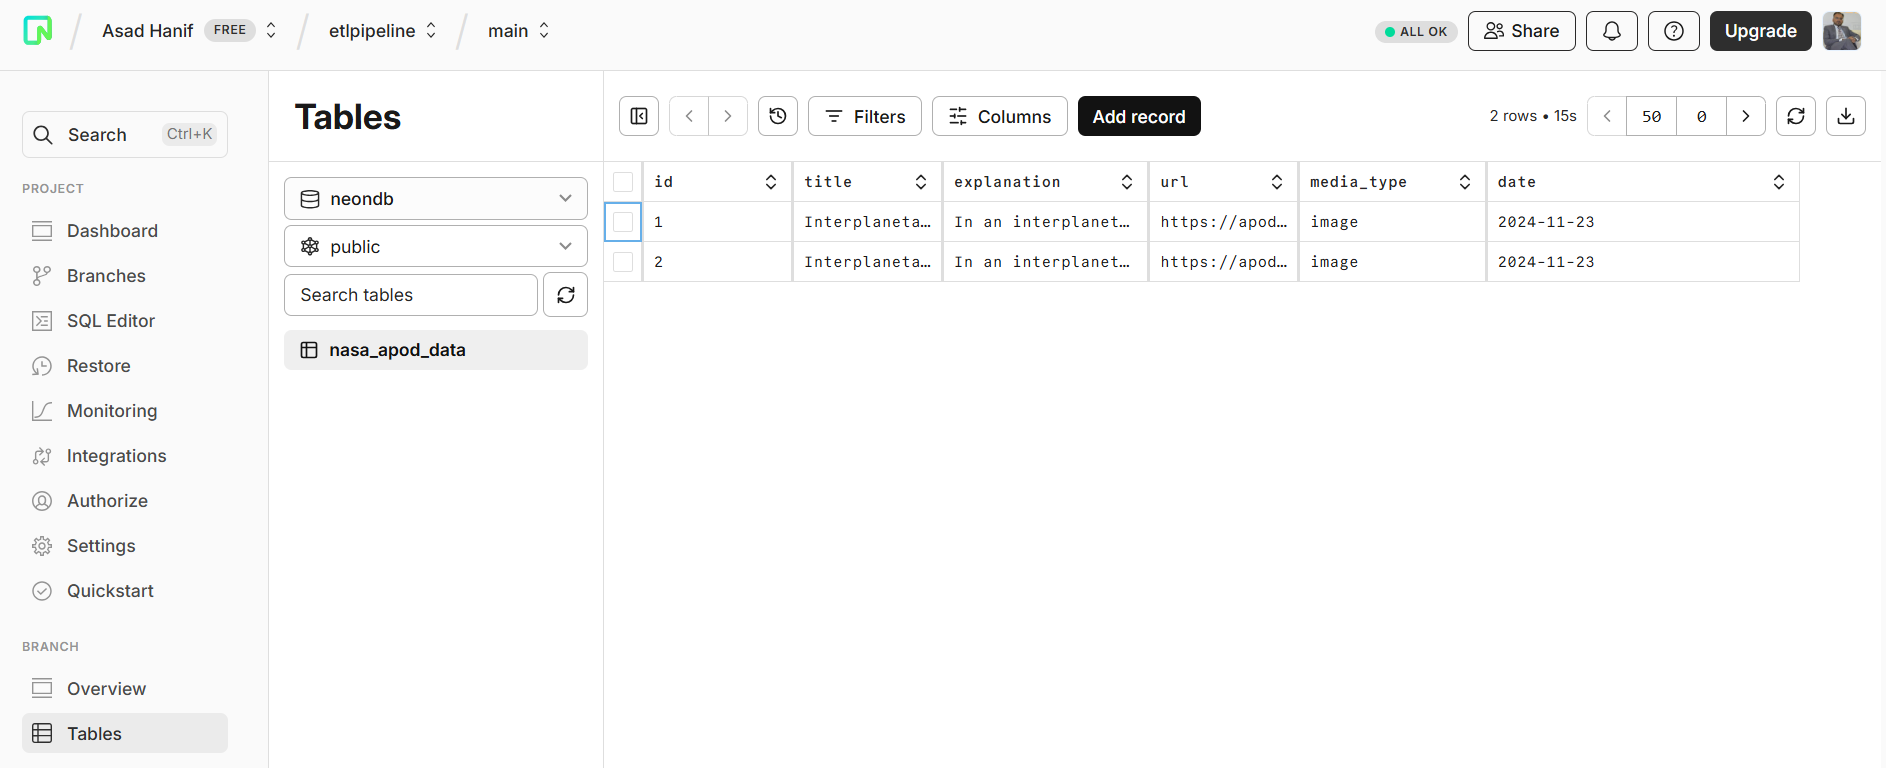 Asad Hanif FREE etlpipeline main ALL OK Share Upgrade
Search Ctrl+K
PROJECT
Dashboard
Branches
SQL Editor
Restore
Monitoring
Integrations
Authorize
Settings
Quickstart
BRANCH
Overview
Tables
Tables
neondb
public
Search tables
nasa_apod_data
Filters Columns Add record 2 rows • 15s 50 0
id title explanation url media_type date
1 Interplaneta… In an interplanet… https://apod… image 2024-11-23
2 Interplaneta… In an interplanet… https://apod… image 2024-11-23